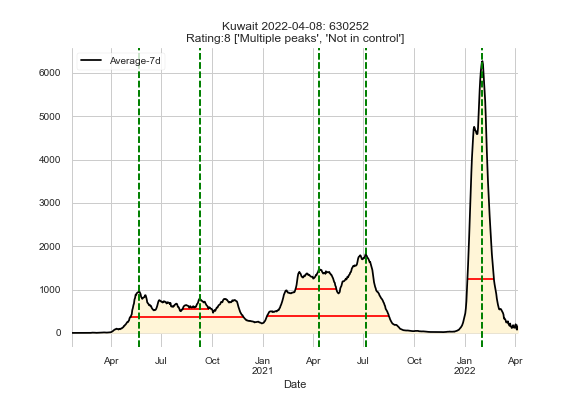 Kuwait 2022-04-08: 630252
Rating:8 ['Multiple peaks', 'Not in control']
Average-7d
6000
5000
4000
3000
2000
1000
0
Apr Jul Oct Jan Apr Jul Oct Jan Apr
2021 2022
Date